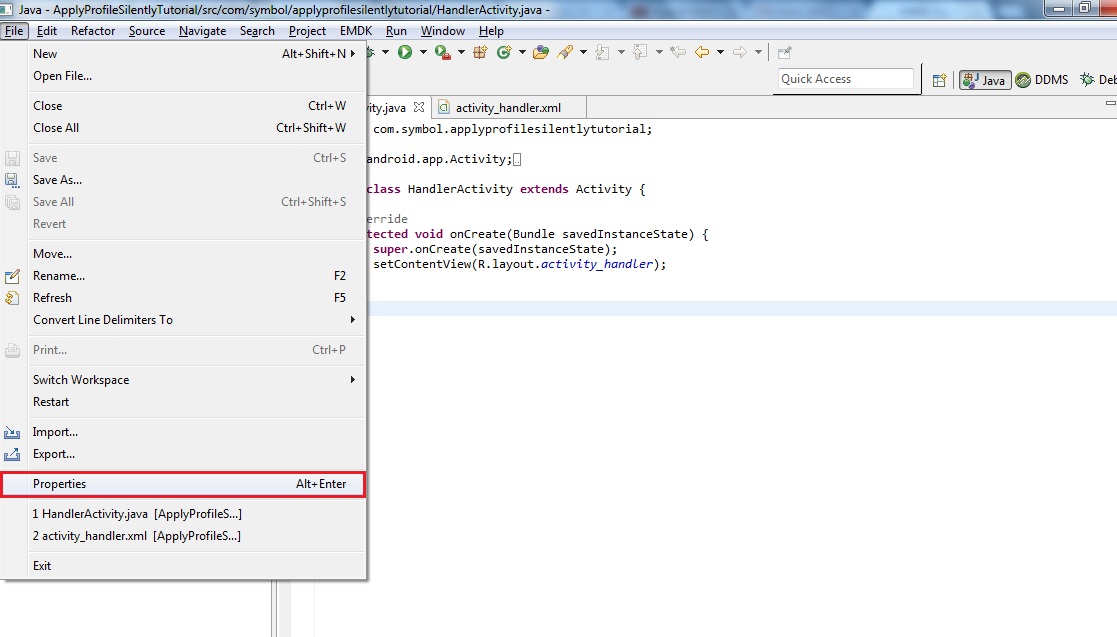 Java - ApplyProfileSilentlyTutorial/src/com/symbol/applyprofilesilentlytutorial/HandlerActivity.java -
File Edit Refactor Source Navigate Search Project EMDK Run Window Help
New Alt+Shift+N
Open File...
Quick Access Java DDMS Deb
Close Ctrl+W
Close All Ctrl+Shift+W
Save Ctrl+S
Save As...
Save All Ctrl+Shift+S
Revert
Move...
Rename... F2
Refresh F5
Convert Line Delimiters To
Print... Ctrl+P
Switch Workspace
Restart
Import...
Export...
Properties Alt+Enter
1 HandlerActivity.java [ApplyProfileS...]
2 activity_handler.xml [ApplyProfileS...]
Exit
ity.java activity_handler.xml
com.symbol.applyprofilesilentlytutorial;
android.app.Activity;
class HandlerActivity extends Activity {
erride
tected void onCreate(Bundle savedInstanceState) {
super.onCreate(savedInstanceState);
setContentView(R.layout.activity_handler);